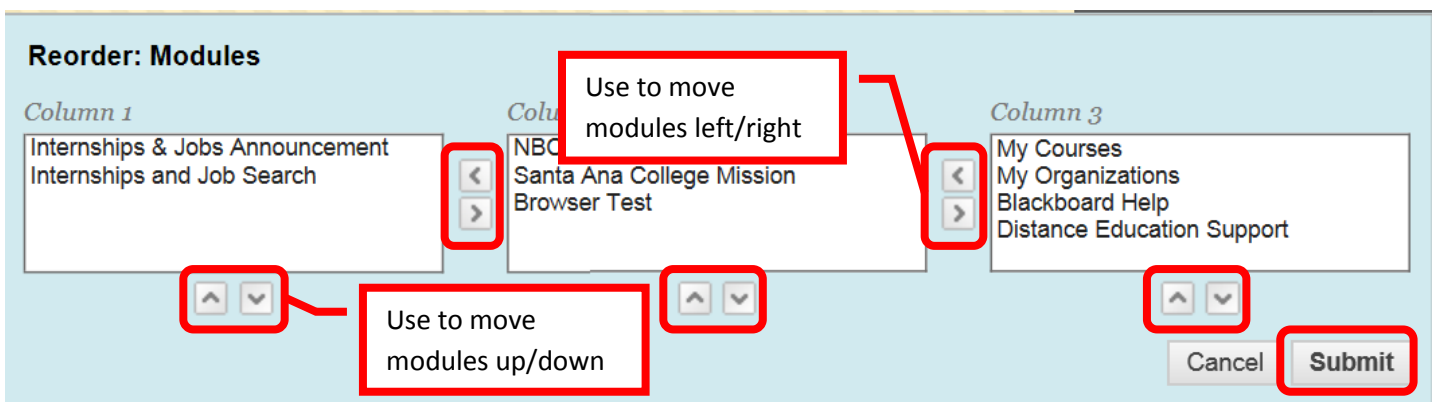 Reorder: Modules
Use to move
modules left/right
Column 1
Column 3
Internships & Jobs Announcement
Internships and Job Search
Santa Ana College Mission
Browser Test
My Courses
My Organizations
Blackboard Help
Distance Education Support
Use to move
modules up/down
Cancel
Submit